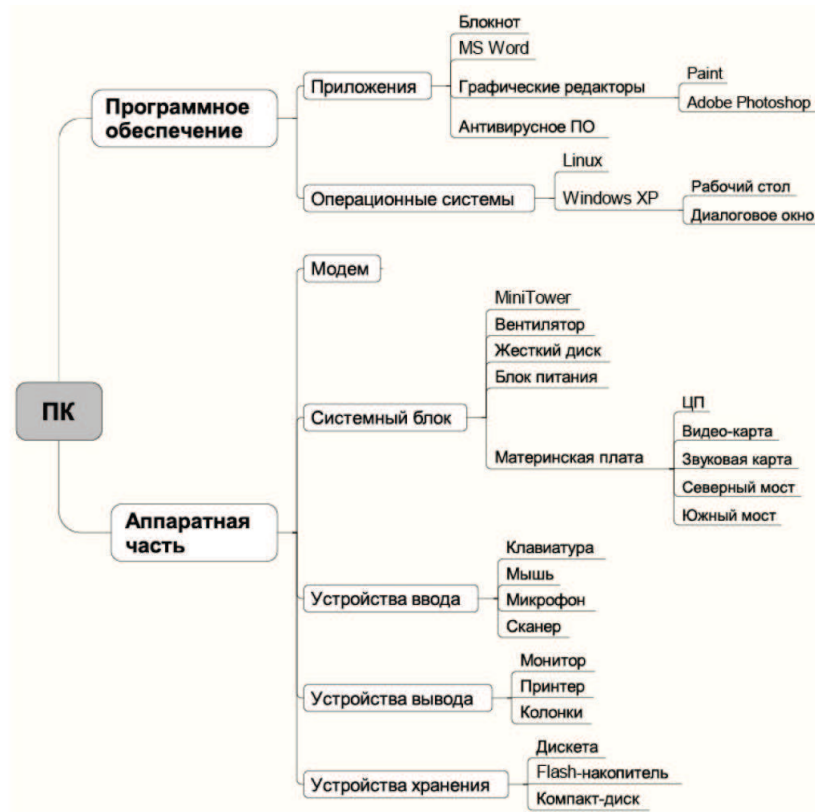 Блокнот
MS Word
Приложения
Графические редакторы
Paint
Adobe Photoshop
Программное
обеспечение
Антивирусное ПО
Linux
Операционные системы
Windows XP
Рабочий стол
Диалоговое окно
Модем
MiniTower
Вентилятор
Жесткий диск
Блок питания
ПК
Системный блок
ЦП
Видео-карта
Материнская плата
Звуковая карта
Северный мост
Южный мост
Аппаратная
часть
Клавиатура
Мышь
Устройства ввода
Микрофон
Сканер
Монитор
Устройства вывода
Принтер
Колонки
Дискета
Устройства хранения
Flash-накопитель
Компакт-диск